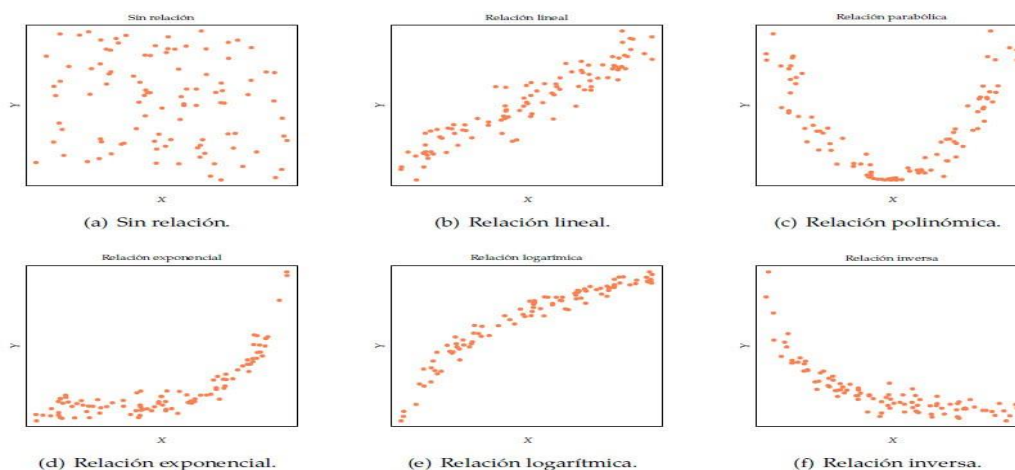 Sin relación
Y
X
(a) Sin relación.
Relación lineal
Y
X
(b) Relación lineal.
Relación parabólica
Y
X
(c) Relación polinómica.
Relación exponencial
Y
X
(d) Relación exponencial.
Relación logarímica
Y
X
(e) Relación logarítmica.
Relación inversa
Y
X
(f) Relación inversa.